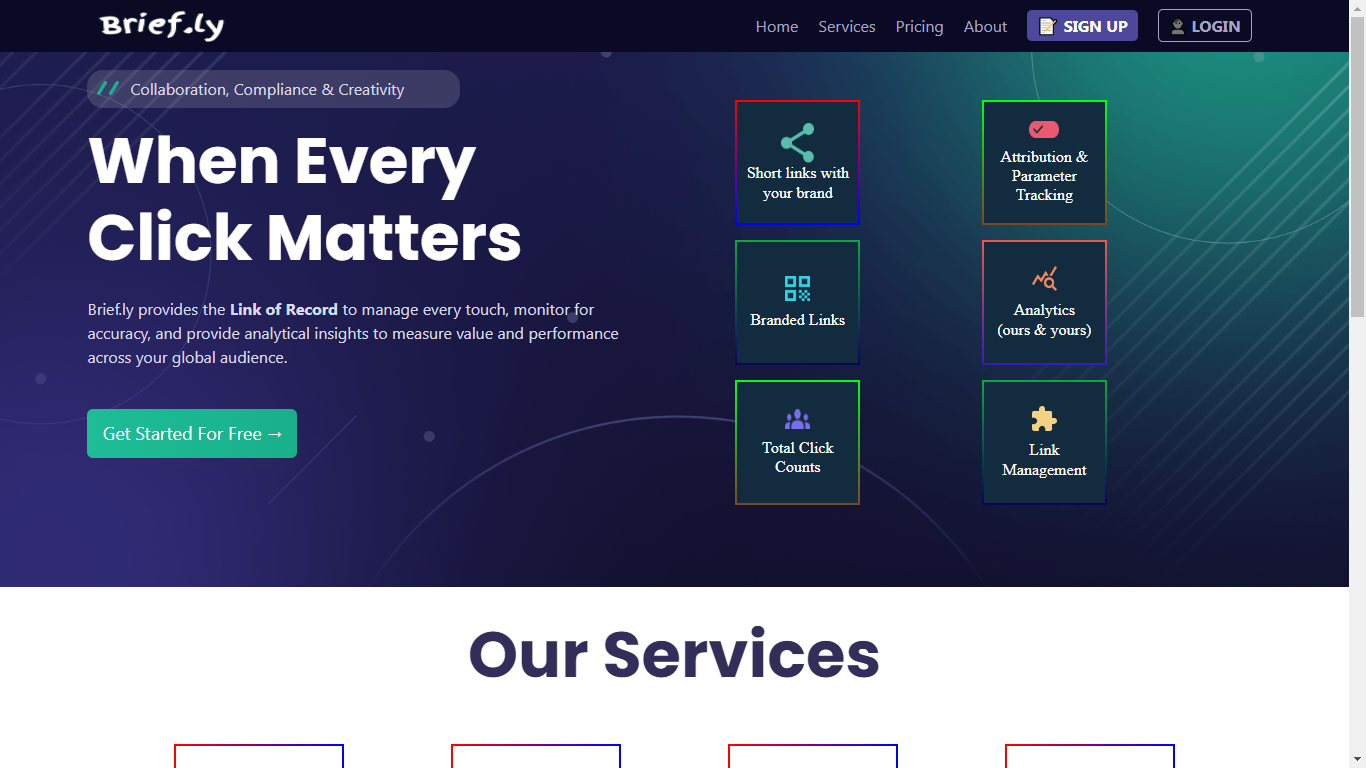 Brief.ly
Home Services Pricing About 📝 SIGN UP LOGIN
// Collaboration, Compliance & Creativity
When Every
Click Matters
Brief.ly provides the Link of Record to manage every touch, monitor for
accuracy, and provide analytical insights to measure value and performance
across your global audience.
Get Started For Free →
Short links with
your brand
Attribution &
Parameter
Tracking
Branded Links
Analytics
(ours & yours)
Total Click
Counts
Link
Management
Our Services